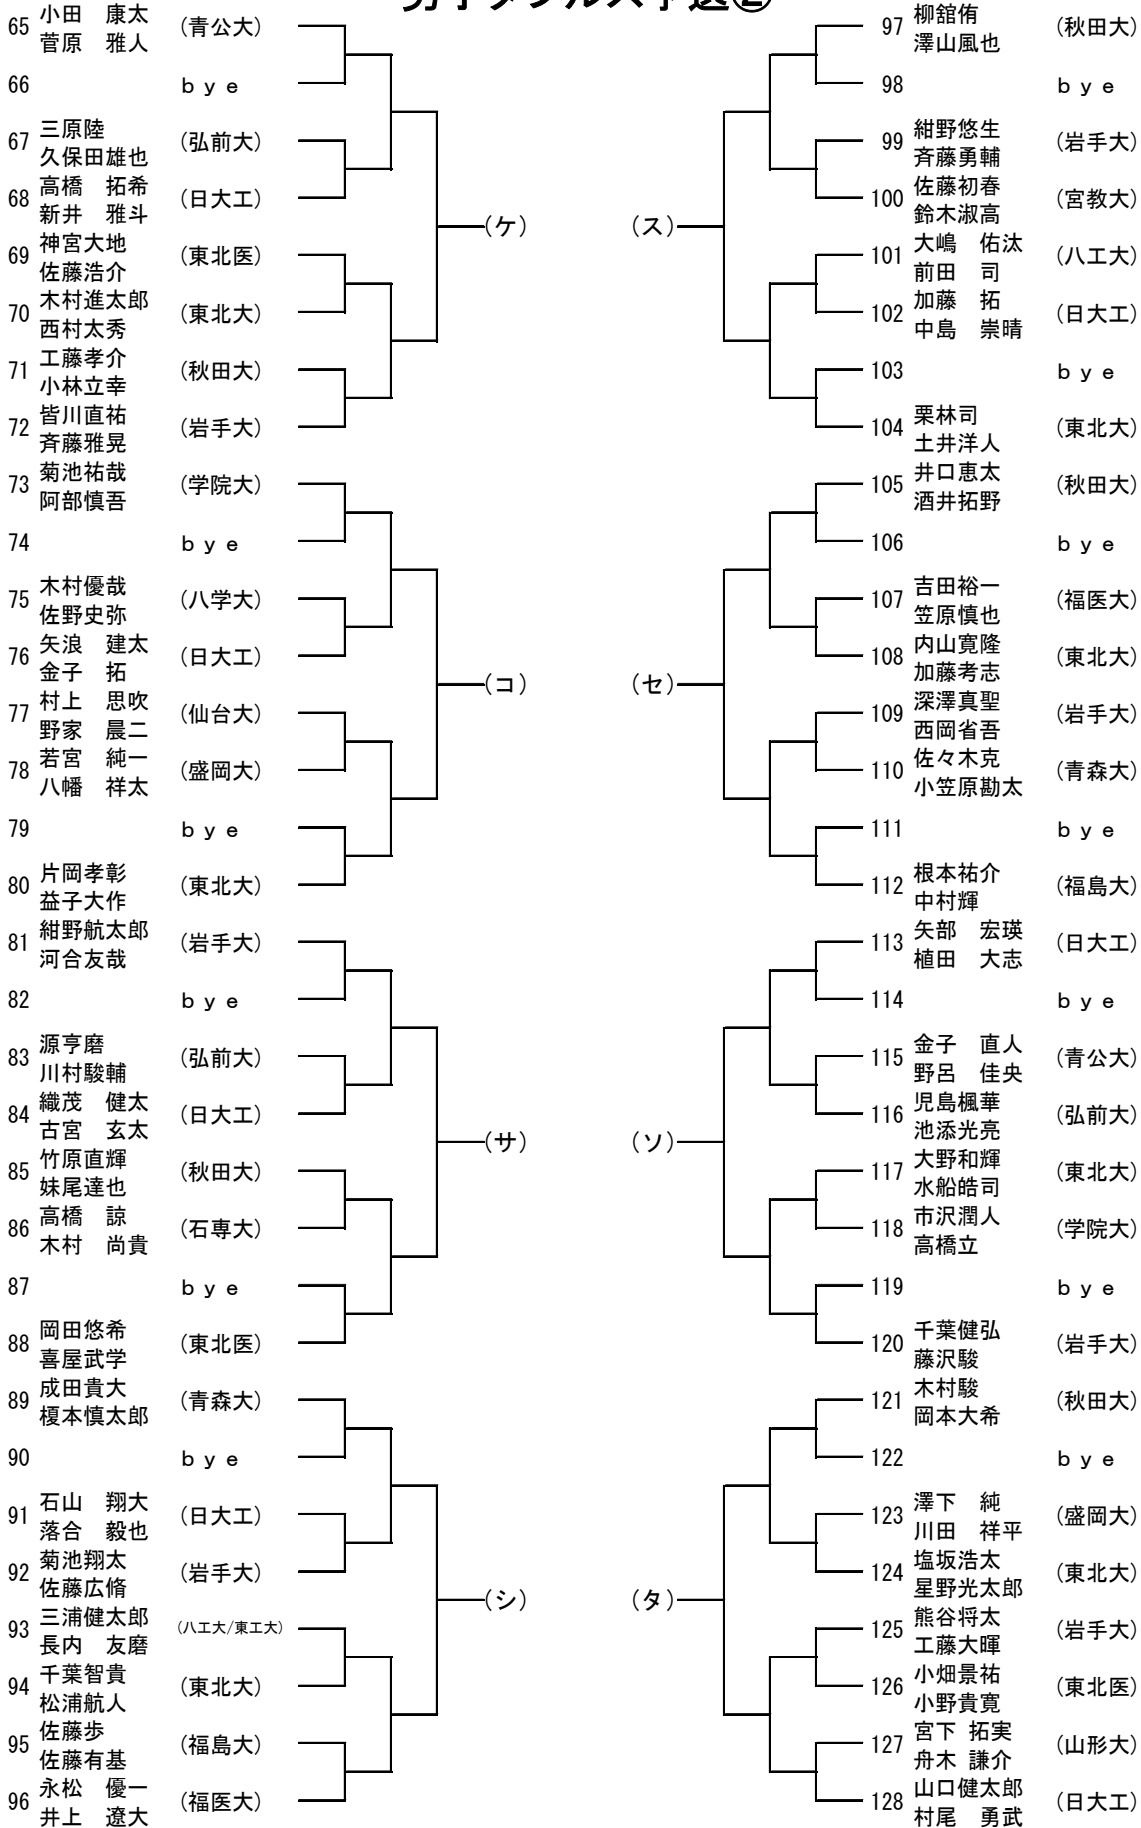 男子ダブルス予選②
65 小田　康太 (青公大)
菅原　雅人
66 ｂｙｅ
67 三原陸 (弘前大)
久保田雄也
68 高橋　拓希 (日大工)
新井　雅斗
69 神宮大地 (東北医)
佐藤浩介
70 木村進太郎 (東北大)
西村太秀
71 工藤孝介 (秋田大)
小林立幸
72 皆川直祐 (岩手大)
斉藤雅晃
(ケ)
73 菊池祐哉 (学院大)
阿部慎吾
74 ｂｙｅ
75 木村優哉 (八学大)
佐野史弥
76 矢浪　建太 (日大工)
金子　拓
77 村上　思吹 (仙台大)
野家　晨二
78 若宮　純一 (盛岡大)
八幡　祥太
79 ｂｙｅ
80 片岡孝彰 (東北大)
益子大作
(コ)
81 紺野航太郎 (岩手大)
河合友哉
82 ｂｙｅ
83 源亨磨 (弘前大)
川村駿輔
84 織茂　健太 (日大工)
古宮　玄太
85 竹原直輝 (秋田大)
妹尾達也
86 高橋　諒 (石専大)
木村　尚貴
87 ｂｙｅ
88 岡田悠希 (東北医)
喜屋武学
(サ)
89 成田貴大 (青森大)
榎本慎太郎
90 ｂｙｅ
91 石山　翔大 (日大工)
落合　毅也
92 菊池翔太 (岩手大)
佐藤広脩
93 三浦健太郎 (八工大/東工大)
長内　友磨
94 千葉智貴 (東北大)
松浦航人
95 佐藤歩 (福島大)
佐藤有基
96 永松　優一 (福医大)
井上　遼大
(シ)
97 柳舘侑 (秋田大)
澤山風也
98 ｂｙｅ
99 紺野悠生 (岩手大)
斉藤勇輔
100 佐藤初春 (宮教大)
鈴木淑高
101 大嶋　佑汰 (八工大)
前田　司
102 加藤　拓 (日大工)
中島　崇晴
103 ｂｙｅ
104 栗林司 (東北大)
土井洋人
(ス)
105 井口恵太 (秋田大)
酒井拓野
106 ｂｙｅ
107 吉田裕一 (福医大)
笠原慎也
108 内山寛隆 (東北大)
加藤考志
109 深澤真聖 (岩手大)
西岡省吾
110 佐々木克 (青森大)
小笠原勘太
111 ｂｙｅ
112 根本祐介 (福島大)
中村輝
(セ)
113 矢部　宏瑛 (日大工)
植田　大志
114 ｂｙｅ
115 金子　直人 (青公大)
野呂　佳央
116 児島楓華 (弘前大)
池添光亮
117 大野和輝 (東北大)
水船皓司
118 市沢潤人 (学院大)
高橋立
119 ｂｙｅ
120 千葉健弘 (岩手大)
藤沢駿
(ソ)
121 木村駿 (秋田大)
岡本大希
122 ｂｙｅ
123 澤下　純 (盛岡大)
川田　祥平
124 塩坂浩太 (東北大)
星野光太郎
125 熊谷将太 (岩手大)
工藤大暉
126 小畑景祐 (東北医)
小野貴寛
127 宮下 拓実 (山形大)
舟木 謙介
128 山口健太郎 (日大工)
村尾　勇武
(タ)